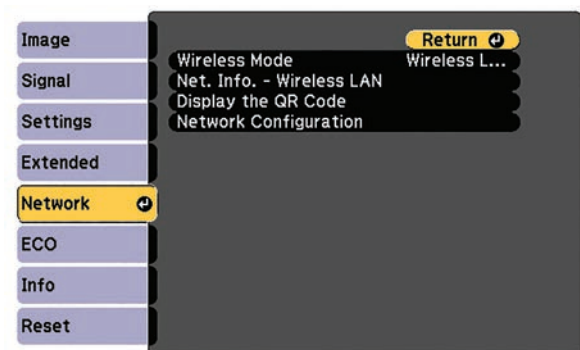 Image
Signal
Settings
Extended
Network
ECO
Info
Reset
Return
Wireless Mode Wireless L...
Net. Info. - Wireless LAN
Display the QR Code
Network Configuration